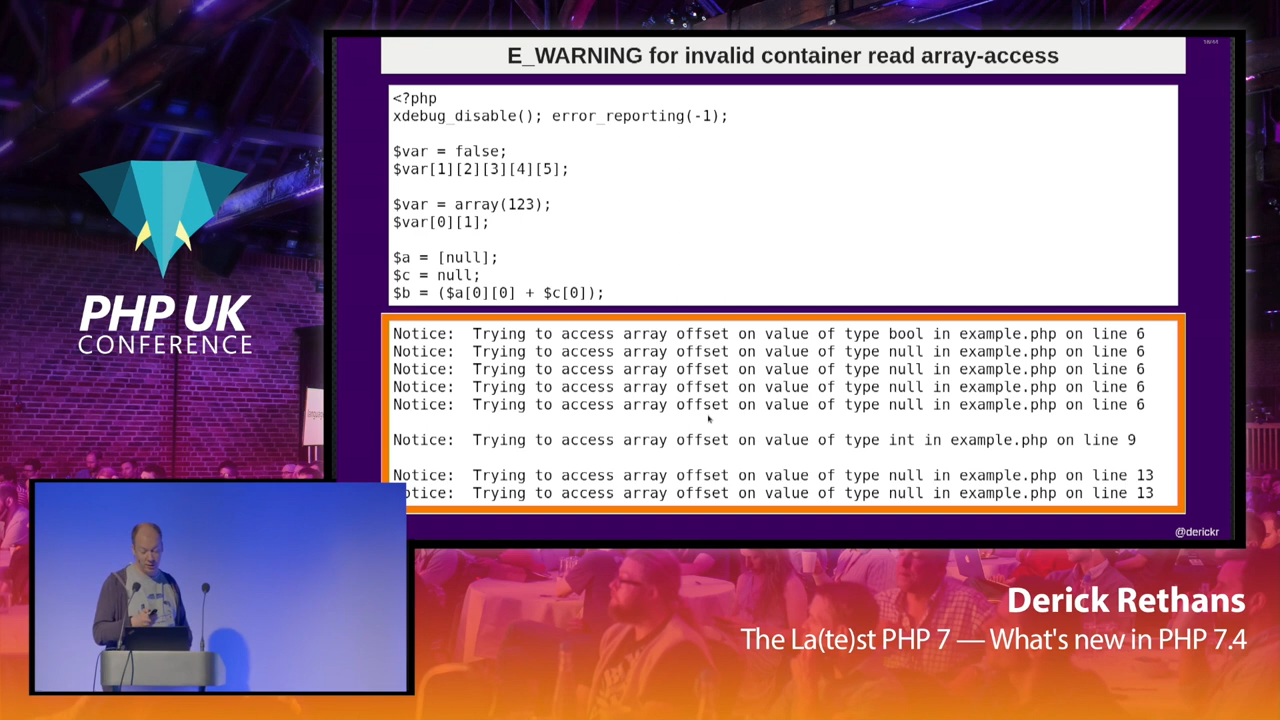 E_WARNING for invalid container read array-access
<?php
xdebug_disable(); error_reporting(-1);
$var = false;
$var[1][2][3][4][5];
$var = array(123);
$var[0][1];
$a = [null];
$c = null;
$b = ($a[0][0] + $c[0]);
Notice:  Trying to access array offset on value of type bool in example.php on line 6
Notice:  Trying to access array offset on value of type null in example.php on line 6
Notice:  Trying to access array offset on value of type null in example.php on line 6
Notice:  Trying to access array offset on value of type null in example.php on line 6
Notice:  Trying to access array offset on value of type null in example.php on line 6
Notice:  Trying to access array offset on value of type int in example.php on line 9
Notice:  Trying to access array offset on value of type null in example.php on line 13
otice:  Trying to access array offset on value of type null in example.php on line 13
@derickr
PHP UK
CONFERENCE
Derick Rethans
The La(te)st PHP 7 — What's new in PHP 7.4